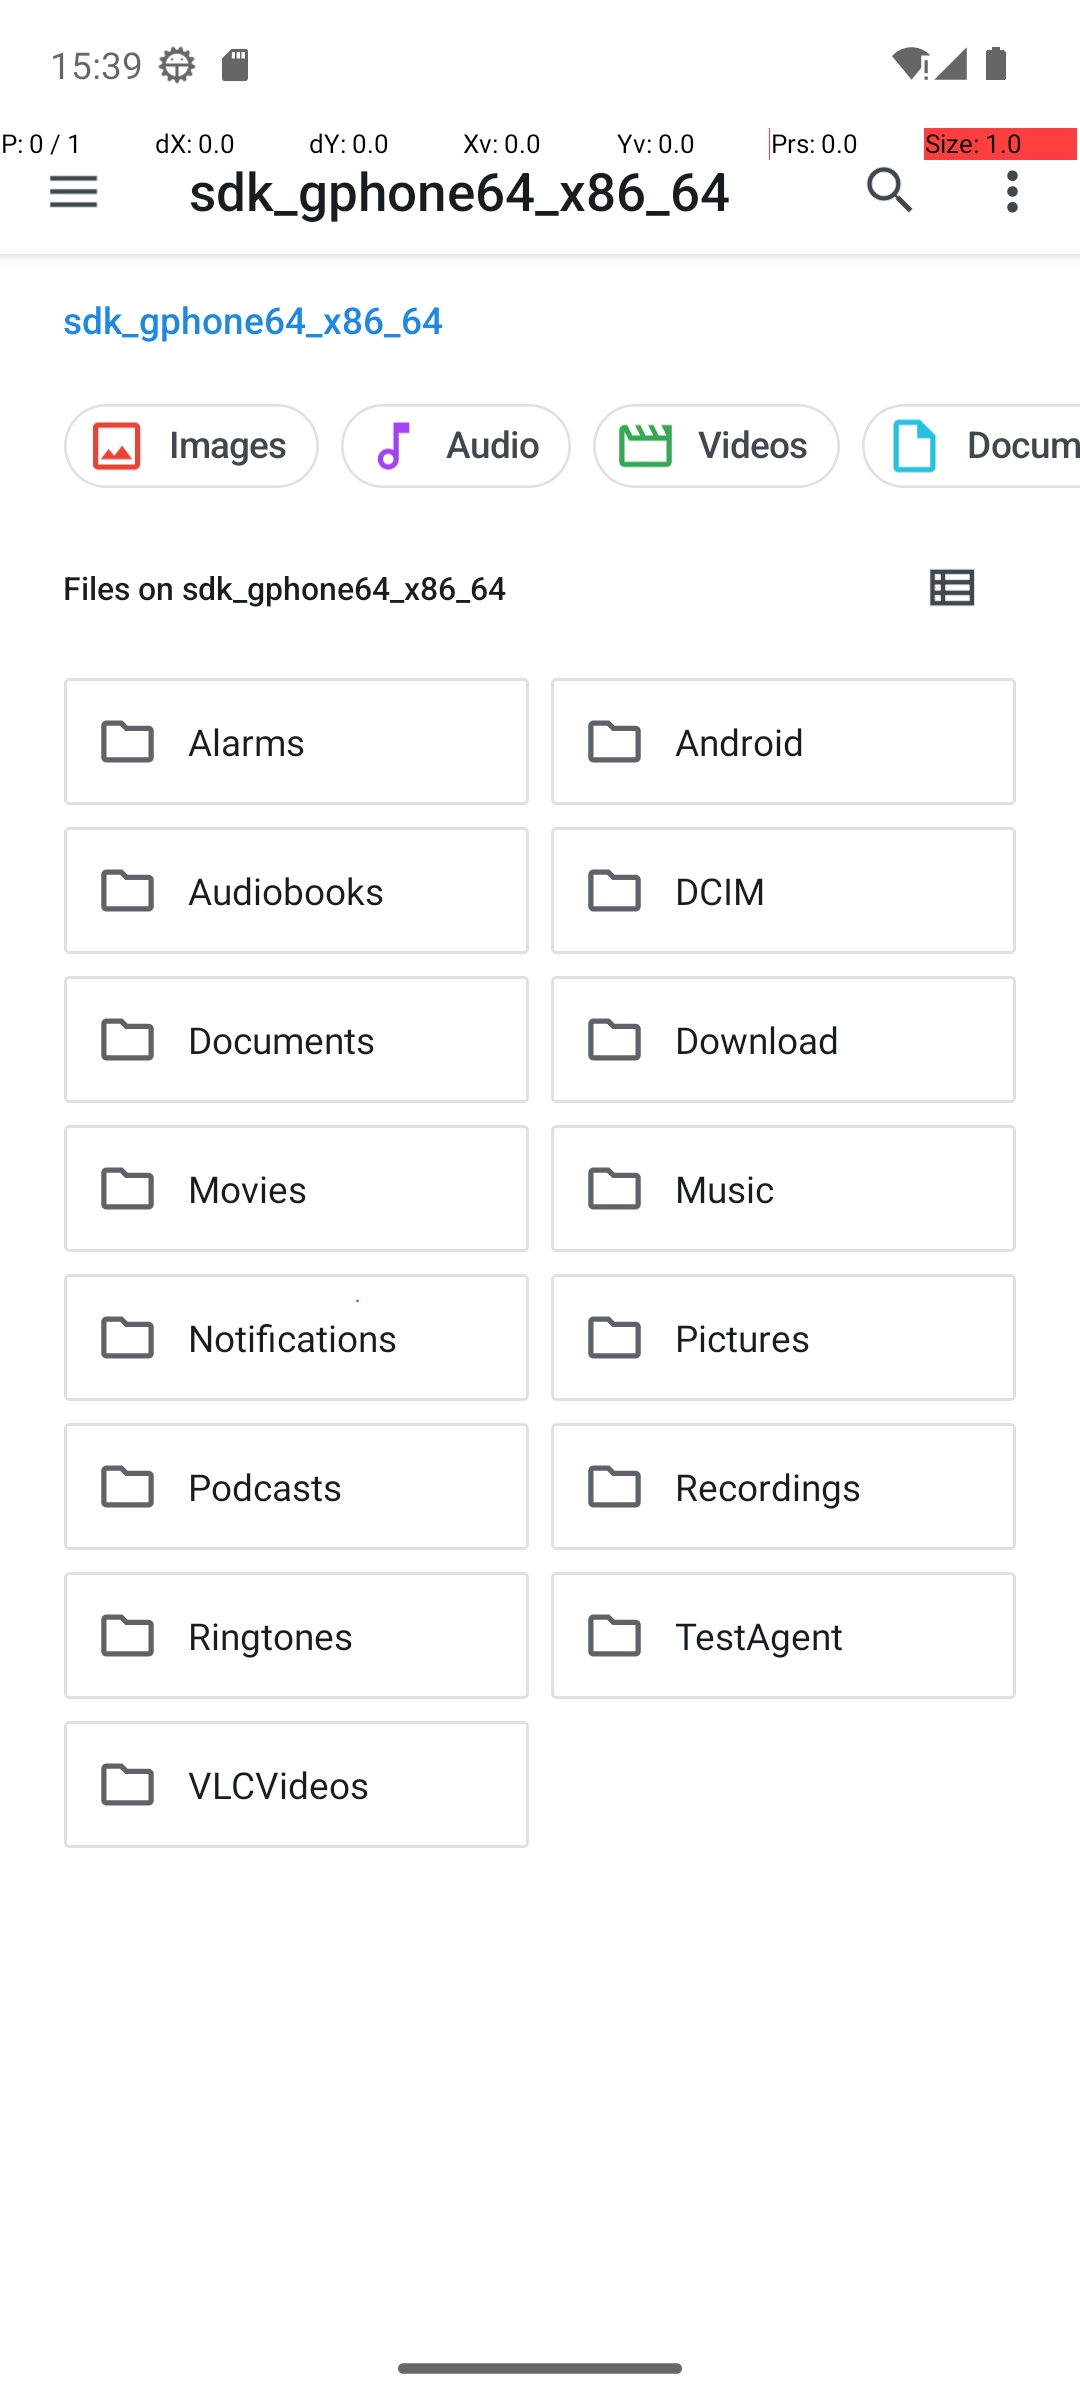 15:39
P: 0 / 1 dX: 0.0 dY: 0.0 Xv: 0.0 Yv: 0.0 Prs: 0.0 Size: 1.0
sdk_gphone64_x86_64
sdk_gphone64_x86_64
Images Audio Videos Docum
Files on sdk_gphone64_x86_64
Alarms Android
Audiobooks DCIM
Documents Download
Movies Music
Notifications Pictures
Podcasts Recordings
Ringtones TestAgent
VLCVideos